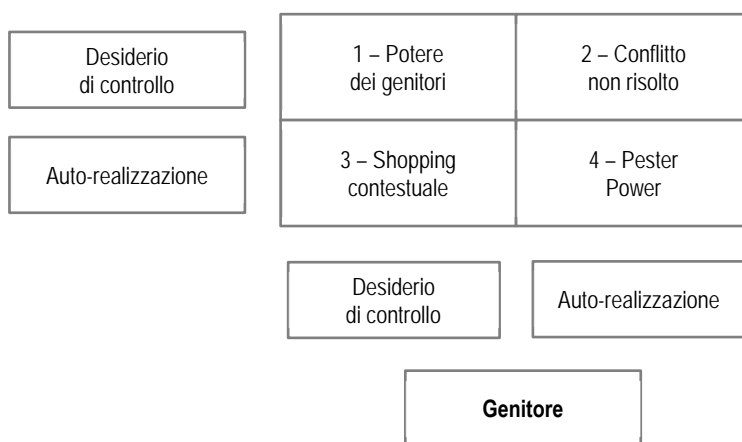 Desiderio
di controllo
1 – Potere
dei genitori
2 – Conflitto
non risolto
Auto-realizzazione
3 – Shopping
contestuale
4 – Pester
Power
Desiderio
di controllo
Auto-realizzazione
Genitore